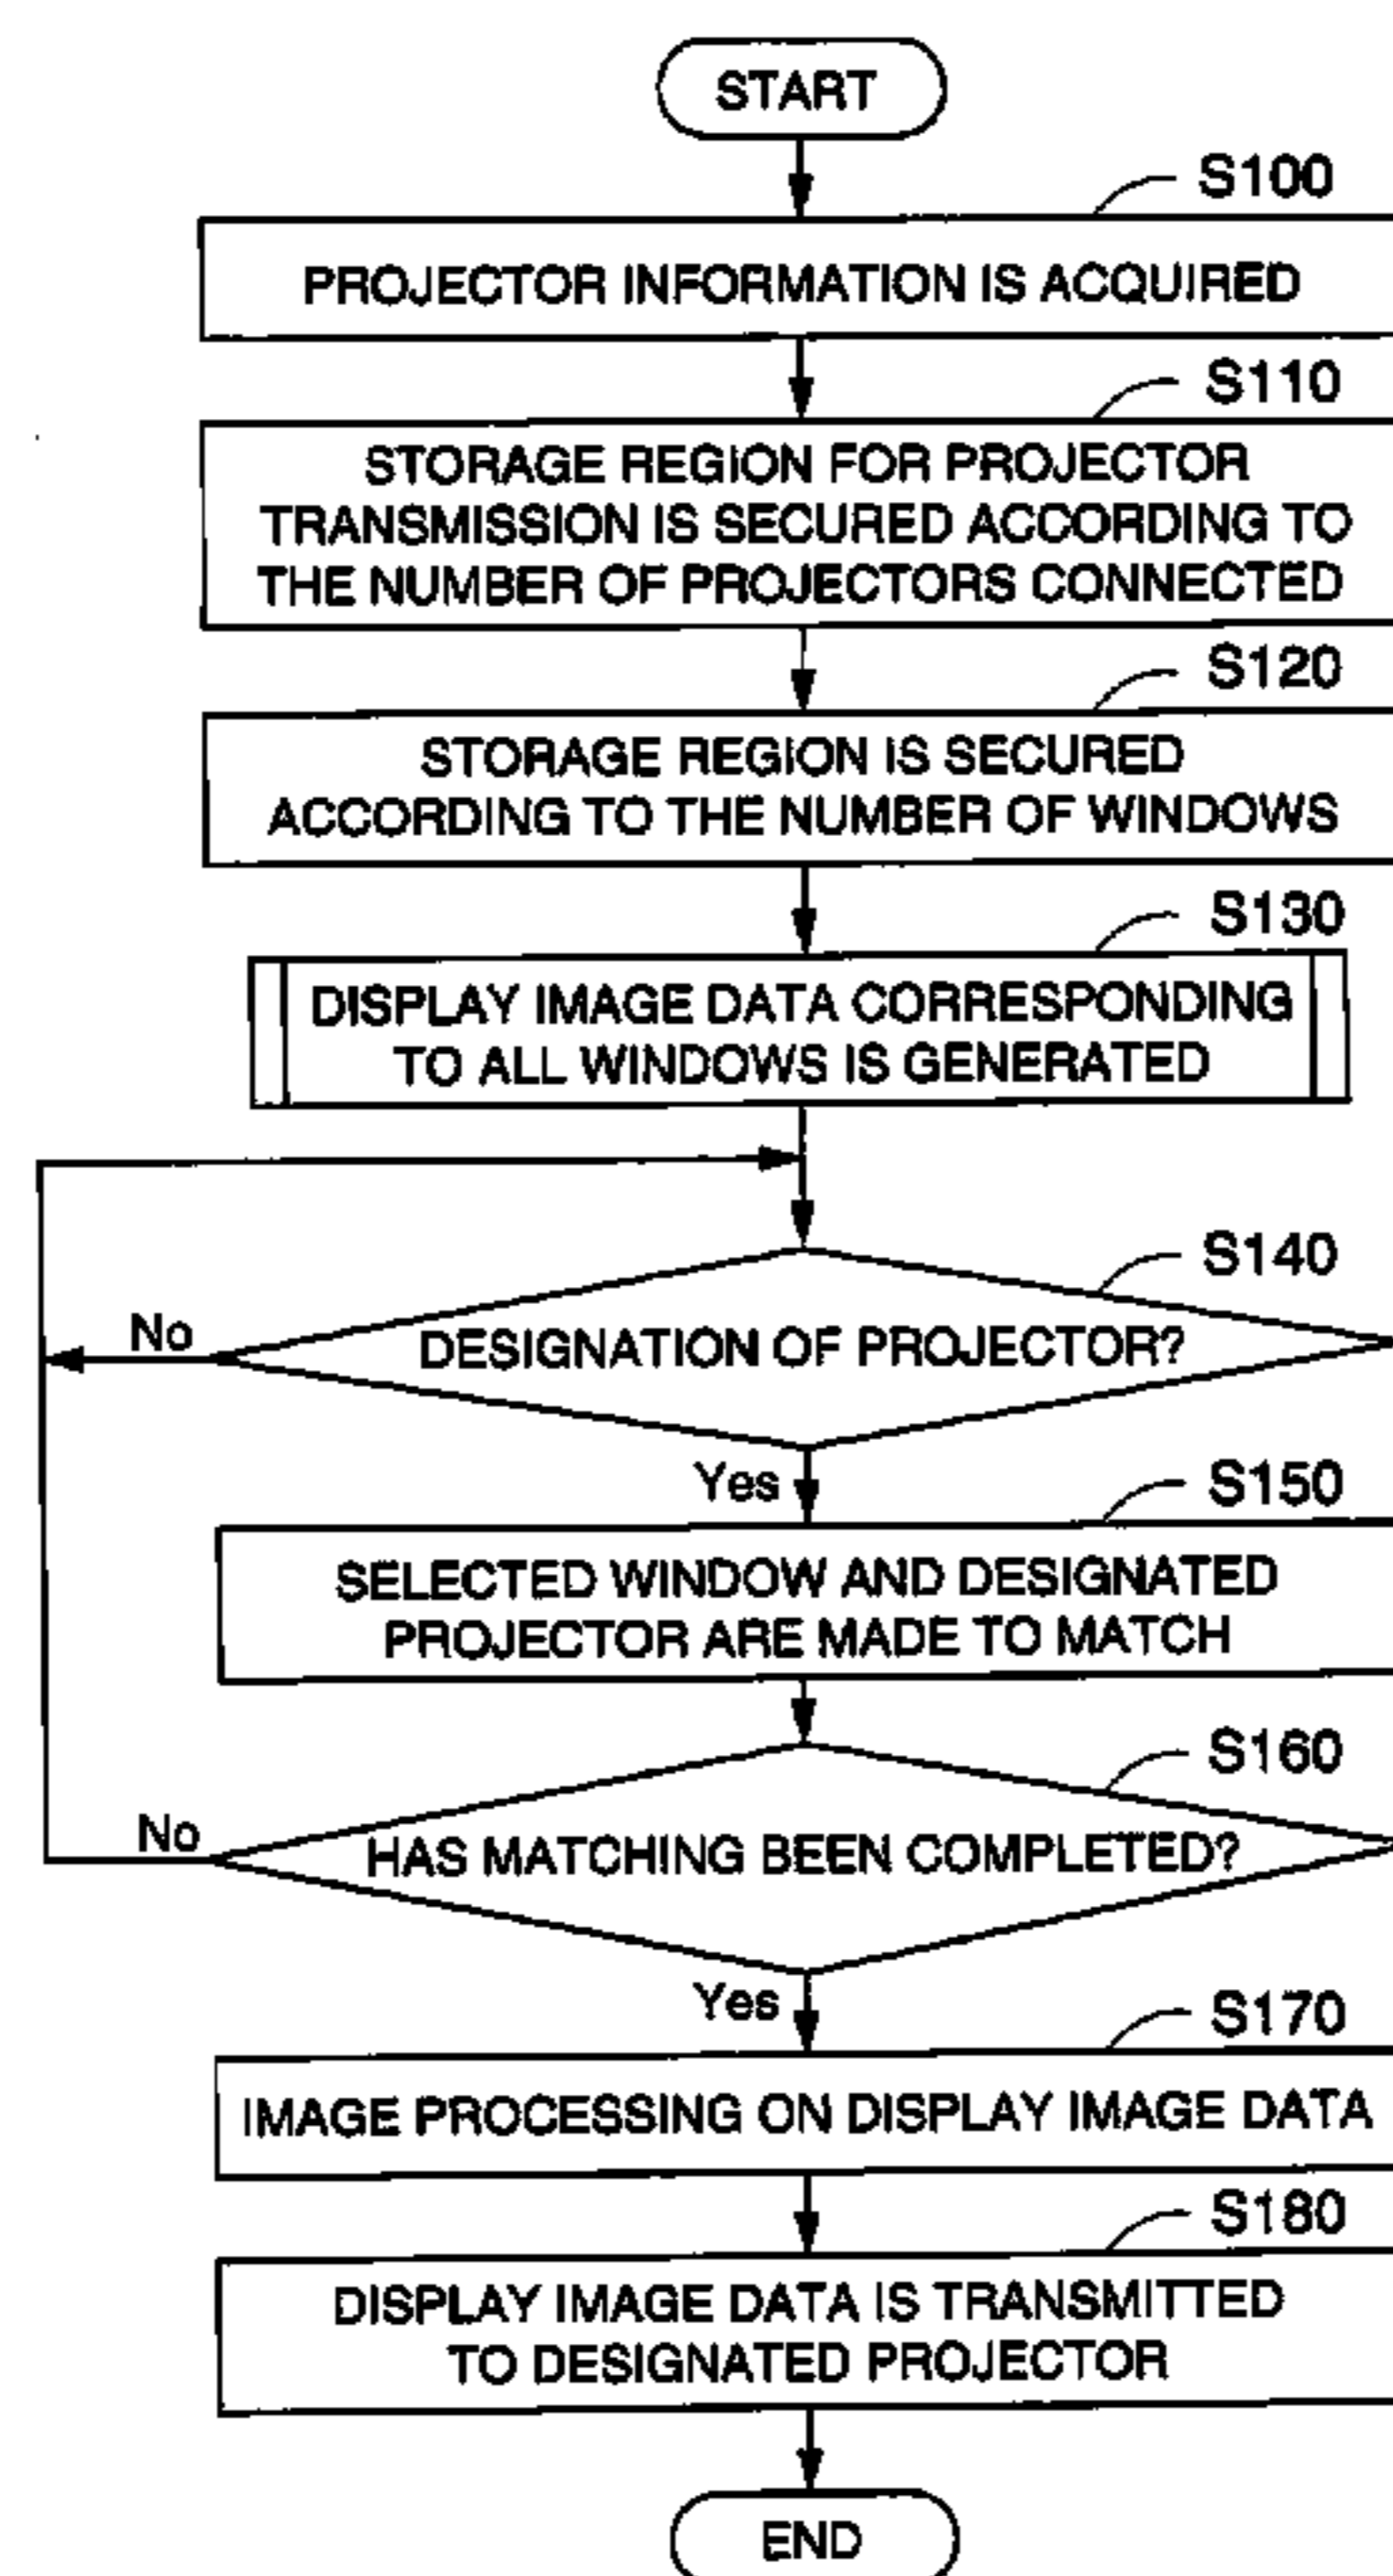 START
S100
PROJECTOR INFORMATION IS ACQUIRED
S110
STORAGE REGION FOR PROJECTOR
TRANSMISSION IS SECURED ACCORDING TO
THE NUMBER OF PROJECTORS CONNECTED
S120
STORAGE REGION IS SECURED
ACCORDING TO THE NUMBER OF WINDOWS
S130
DISPLAY IMAGE DATA CORRESPONDING
TO ALL WINDOWS IS GENERATED
S140
No
DESIGNATION OF PROJECTOR?
Yes
S150
SELECTED WINDOW AND DESIGNATED
PROJECTOR ARE MADE TO MATCH
S160
No
HAS MATCHING BEEN COMPLETED?
Yes
S170
IMAGE PROCESSING ON DISPLAY IMAGE DATA
S180
DISPLAY IMAGE DATA IS TRANSMITTED
TO DESIGNATED PROJECTOR
END